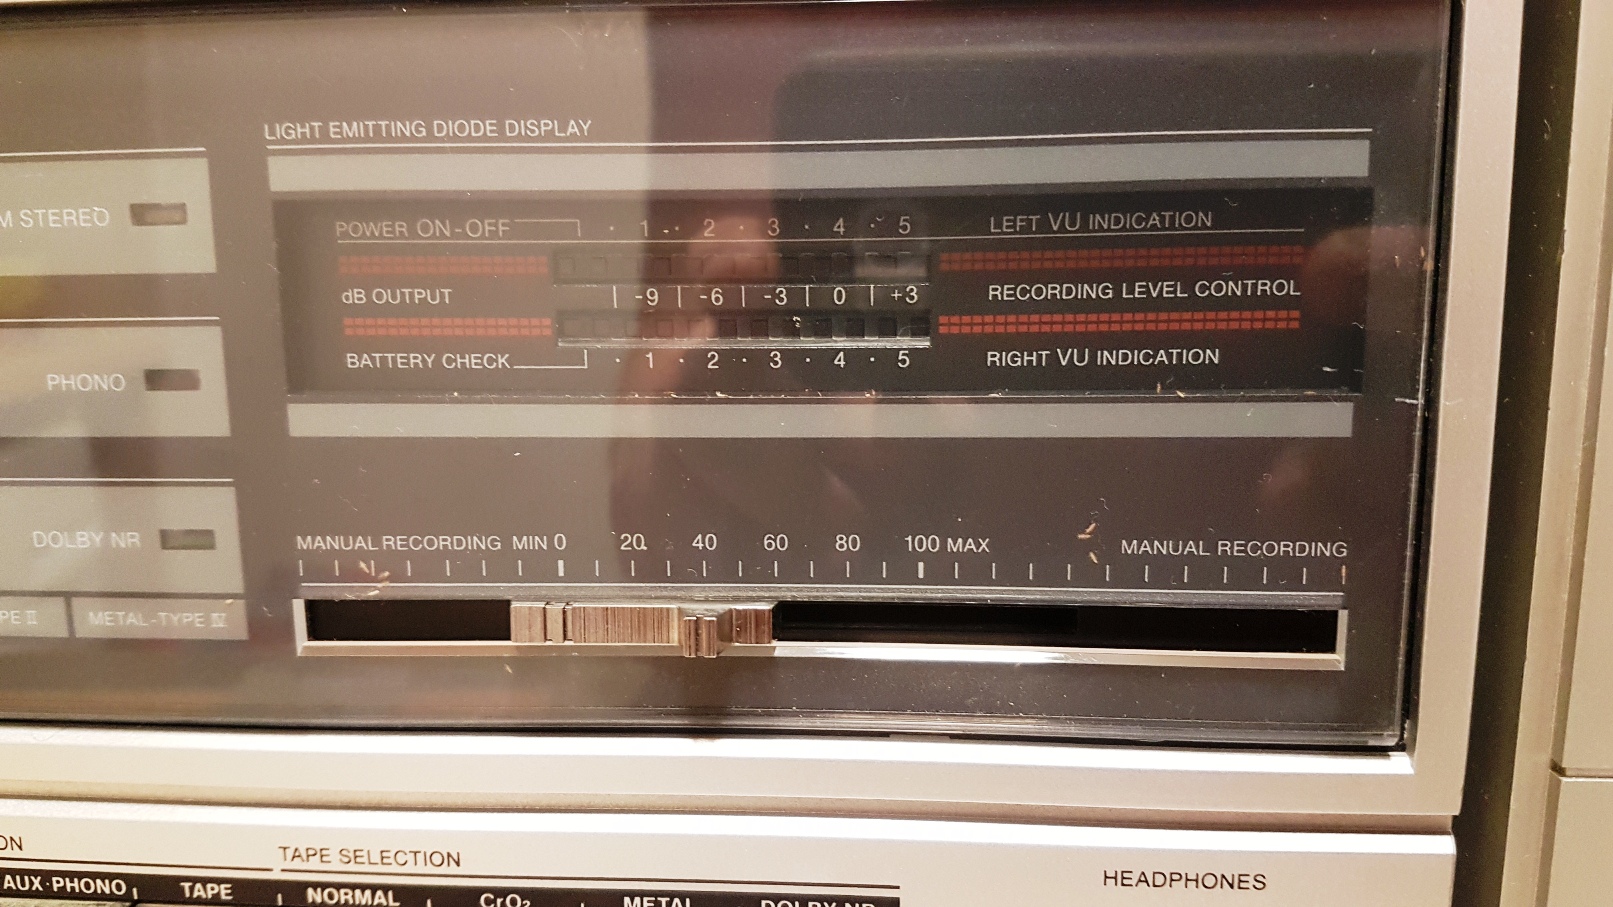 LIGHT EMITTING DIODE DISPLAY
M STEREO
POWER ON-OFF 1 · 2 · 3 · 4 · 5 LEFT VU INDICATION
dB OUTPUT | -9 | -6 | -3 | 0 | +3 RECORDING LEVEL CONTROL
BATTERY CHECK · 1 · 2 · 3 · 4 · 5 RIGHT VU INDICATION
PHONO
DOLBY NR
MANUAL RECORDING MIN 0 20 40 60 80 100 MAX MANUAL RECORDING
PE II METAL-TYPE IV
ON TAPE SELECTION
HEADPHONES
AUX·PHONO TAPE NORMAL CrO₂ METAL DOLBY NR